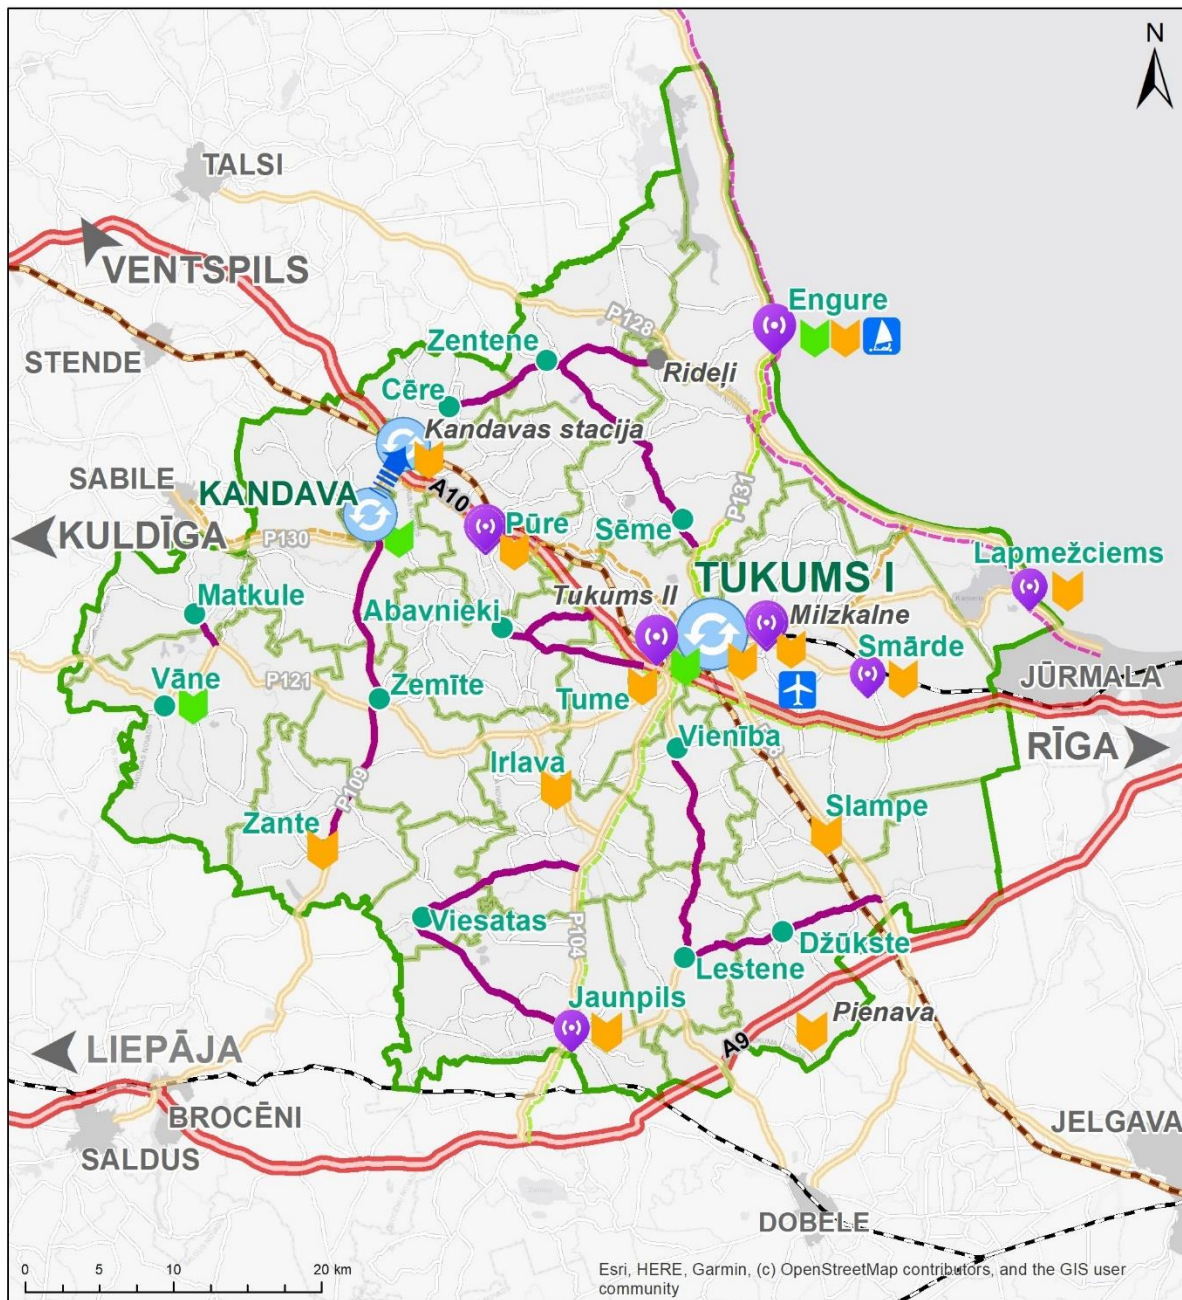 N
TALSI
VENTSPILS
Engure
P128
STENDE
Zentene
Rideļi
Cēre
Kandavas stacija
SABILE
KANDAVA
A10
P131
KULDĪGA
P130
Pūre
Sēme
Lapmežciems
TUKUMS I
Matkule
Abavnieki
Tukums II
Milzkalne
Smārde
Vāne
P121
Zemīte
Tume
JŪRMALA
Vienība
RĪGA
Irlava
P109
Zante
Slampe
Viesatas
P104
Džūkste
Lestene
Jaunpils
Pienava
LIEPĀJA
A9
BROCĒNI
JELGAVA
SALDUS
DOBELE
0 5 10 20 km
Esri, HERE, Garmin, (c) OpenStreetMap contributors, and the GIS user
community